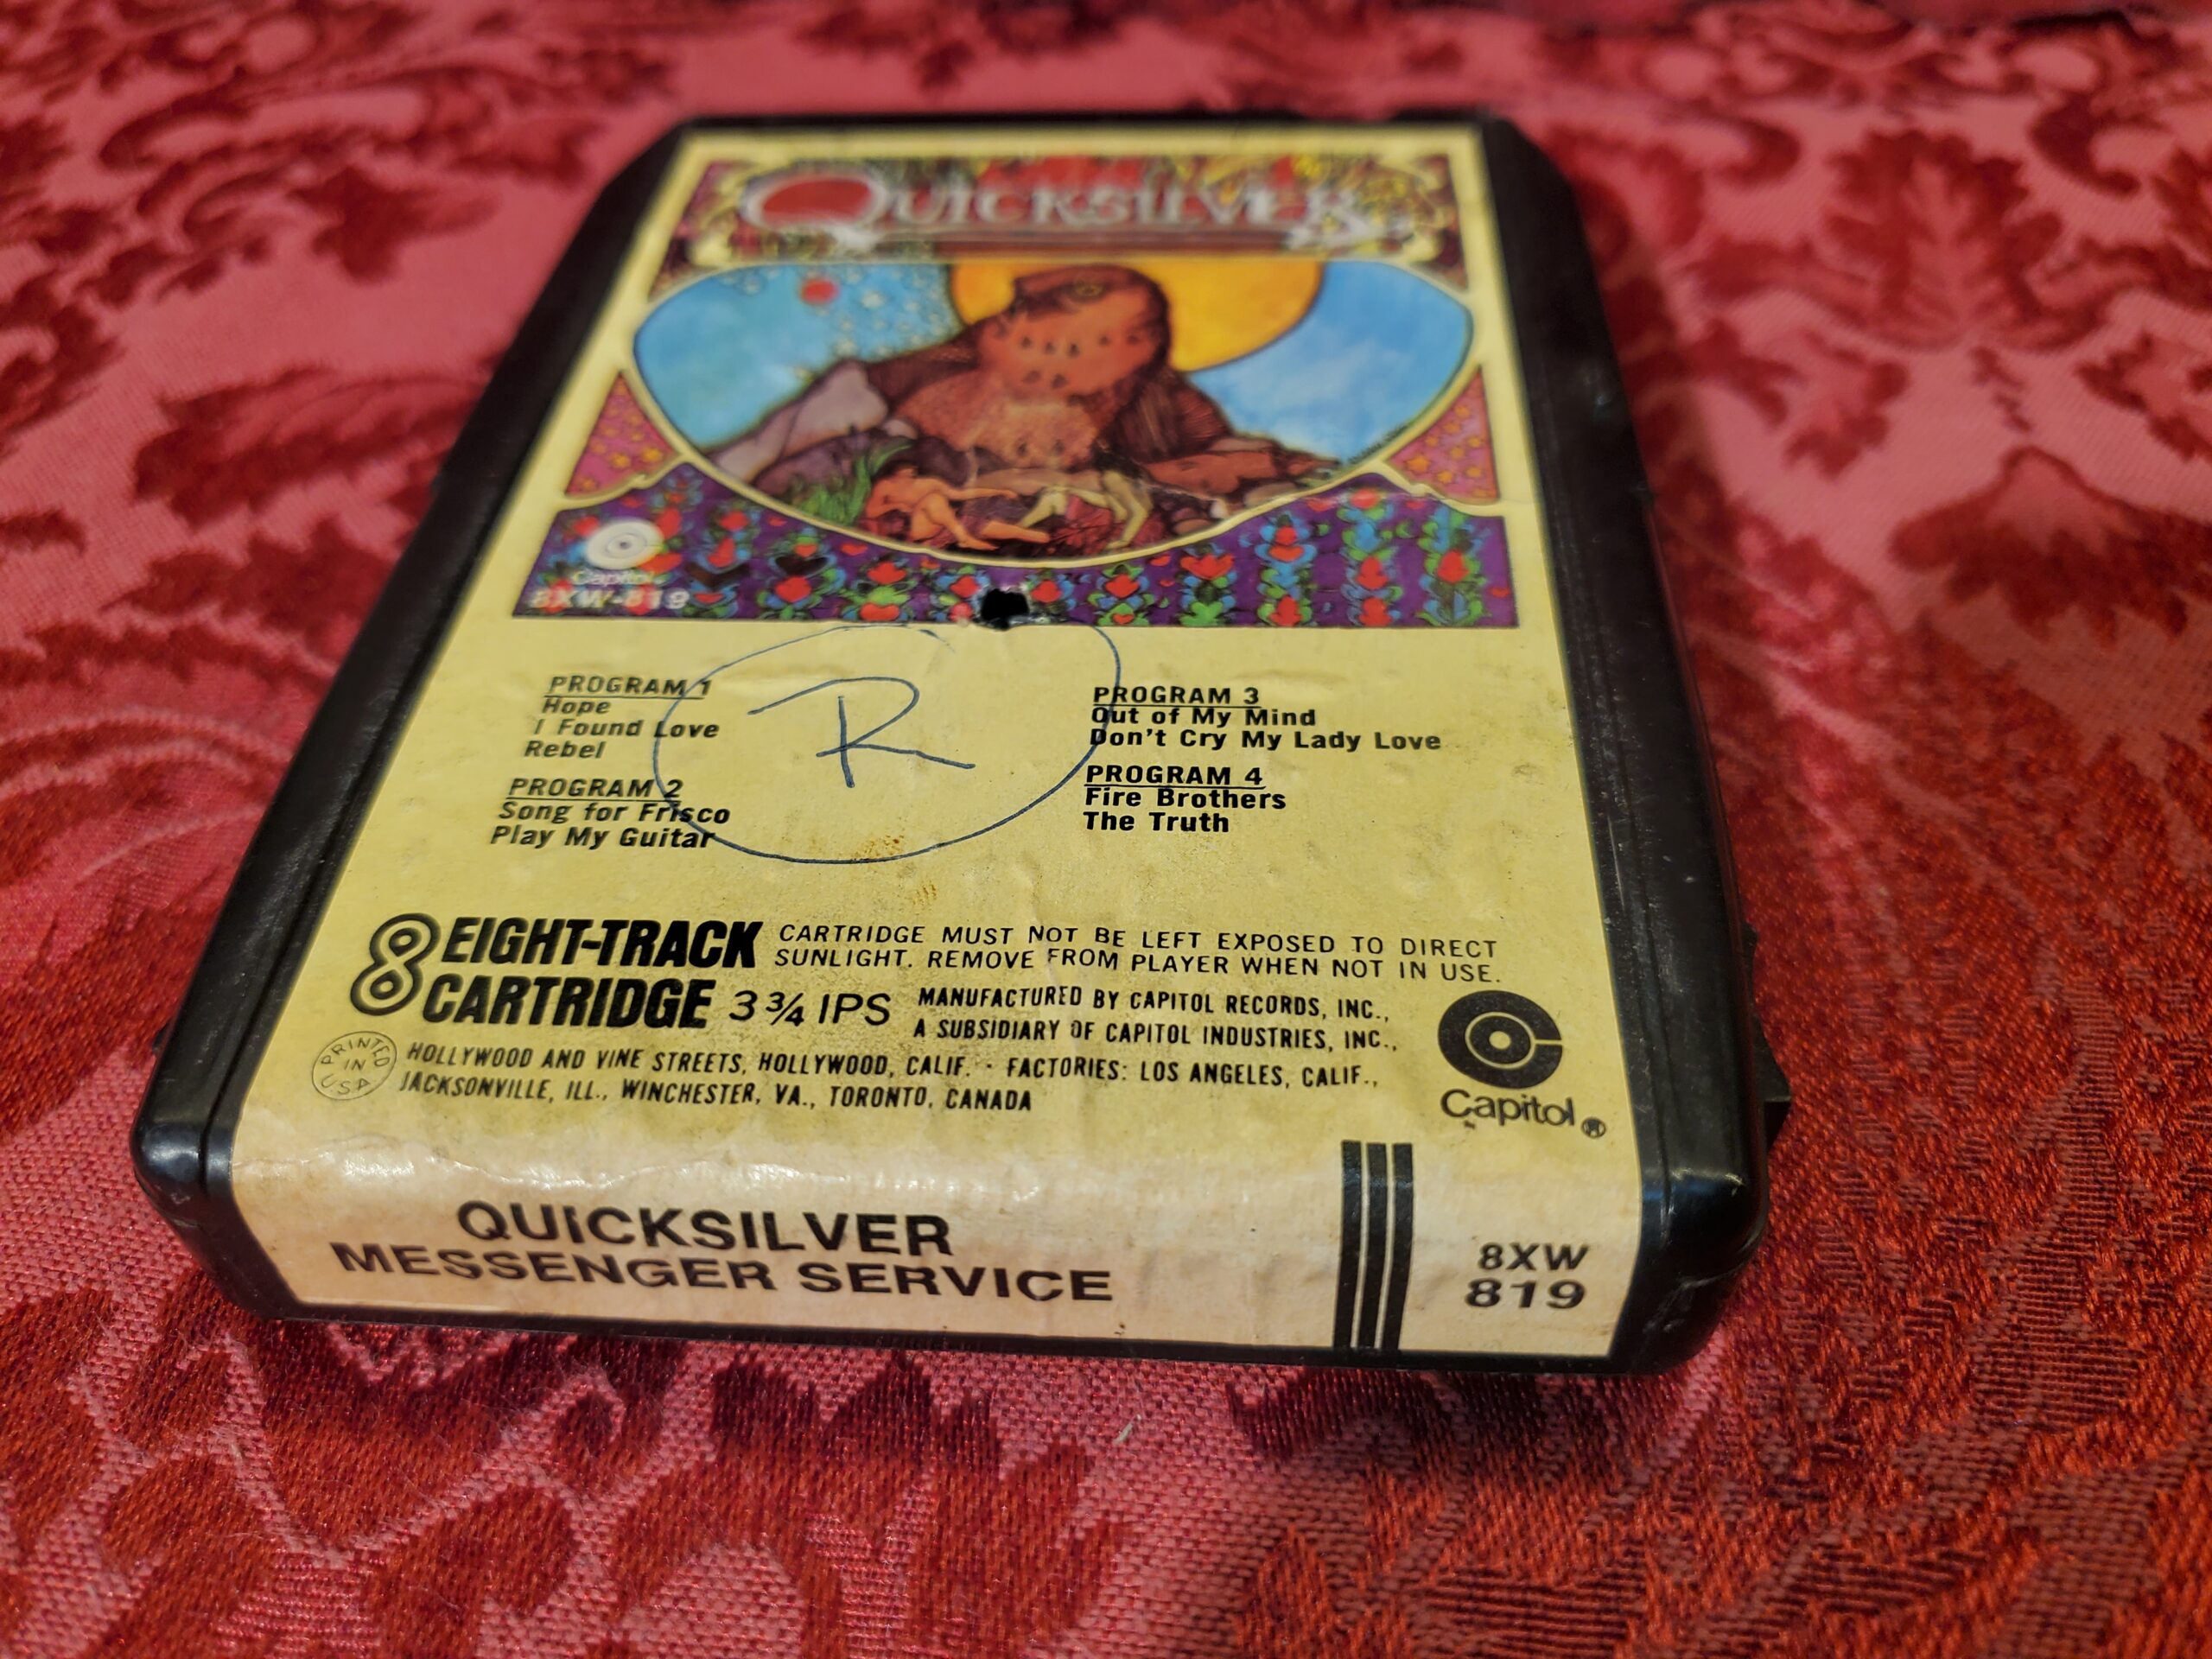 QUICKSILVER
Capitol
8XW-819
PROGRAM 1
Hope
I Found Love
Rebel
PROGRAM 2
Song for Frisco
Play My Guitar
R
PROGRAM 3
Out of My Mind
Don't Cry My Lady Love
PROGRAM 4
Fire Brothers
The Truth
8 EIGHT-TRACK
CARTRIDGE 3 ¾ IPS
CARTRIDGE MUST NOT BE LEFT EXPOSED TO DIRECT
SUNLIGHT. REMOVE FROM PLAYER WHEN NOT IN USE.
MANUFACTURED BY CAPITOL RECORDS, INC.,
A SUBSIDIARY OF CAPITOL INDUSTRIES, INC.,
PRINTED
IN
USA
HOLLYWOOD AND VINE STREETS, HOLLYWOOD, CALIF. · FACTORIES: LOS ANGELES, CALIF.,
JACKSONVILLE, ILL., WINCHESTER, VA., TORONTO, CANADA
Capitol®
QUICKSILVER
MESSENGER SERVICE
8XW
819